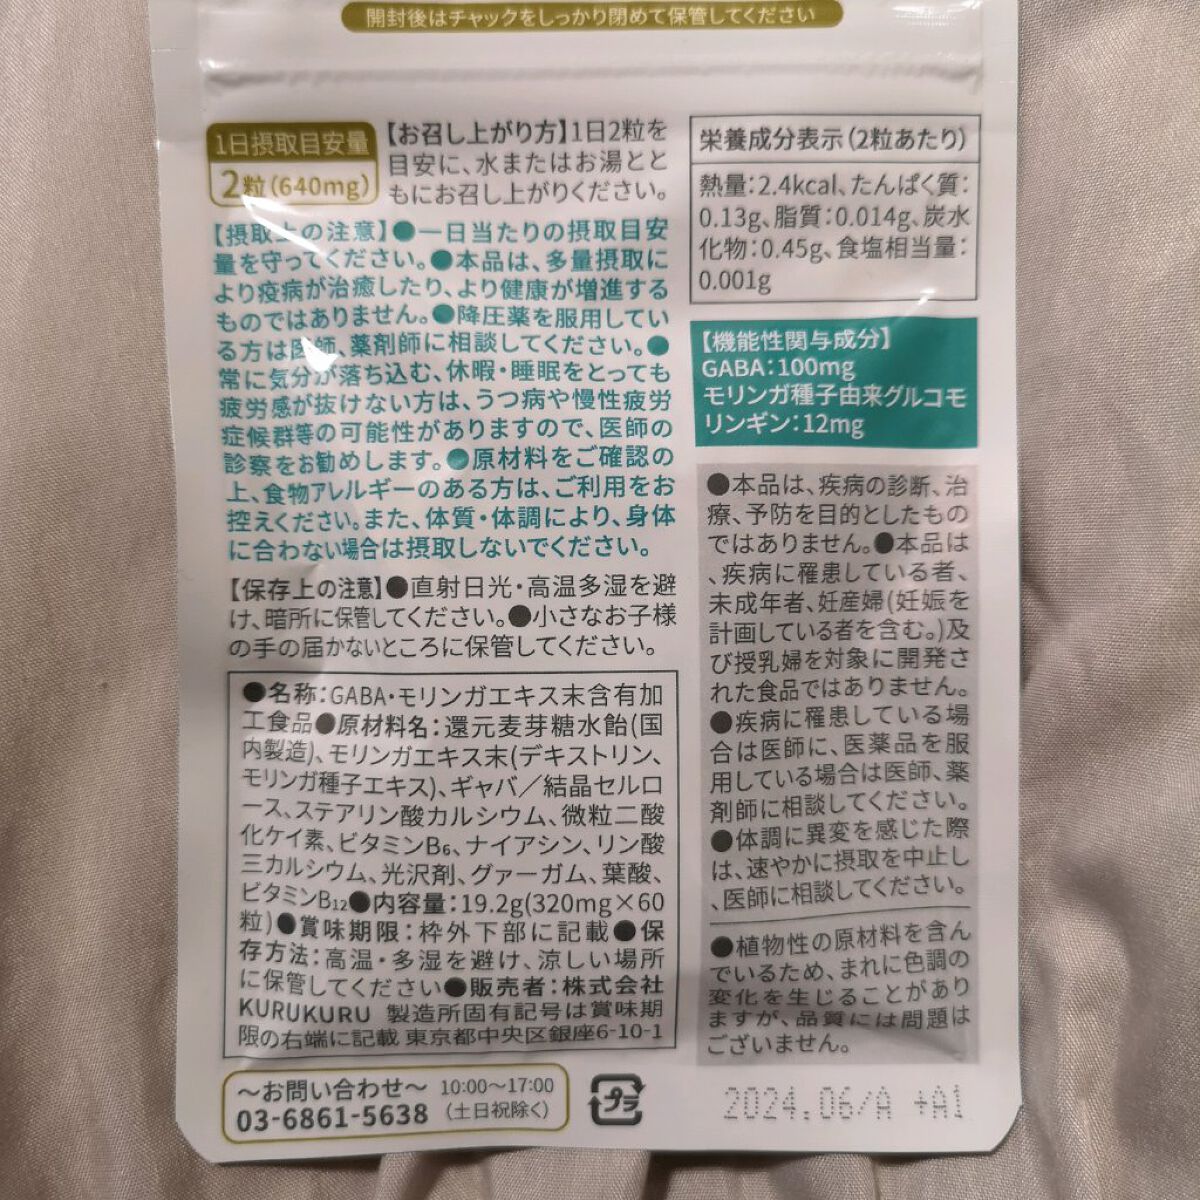 開封後はチャックをしっかり閉めて保管してください
1日摂取目安量
2粒(640mg)
【お召し上がり方】1日2粒を
目安に、水またはお湯とと
もにお召し上がりください。
【摂取上の注意】●一日当たりの摂取目安
量を守ってください。●本品は、多量摂取に
より疫病が治癒したり、より健康が増進する
ものではありません。●降圧薬を服用してい
る方は医師、薬剤師に相談してください。●
常に気分が落ち込む、休暇・睡眠をとっても
疲労感が抜けない方は、うつ病や慢性疲労
症候群等の可能性がありますので、医師の
診察をお勧めします。●原材料をご確認の
上、食物アレルギーのある方は、ご利用をお
控えください。また、体質・体調により、身体
に合わない場合は摂取しないでください。
【保存上の注意】●直射日光・高温多湿を避
け、暗所に保管してください。●小さなお子様
の手の届かないところに保管してください。
●名称:GABA・モリンガエキス末含有加
工食品●原材料名:還元麦芽糖水飴(国
内製造)、モリンガエキス末(デキストリン、
モリンガ種子エキス)、ギャバ/結晶セルロ
ース、ステアリン酸カルシウム、微粒二酸
化ケイ素、ビタミンB₆、ナイアシン、リン酸
三カルシウム、光沢剤、グァーガム、葉酸、
ビタミンB₁₂●内容量:19.2g(320mg×60
粒)●賞味期限:枠外下部に記載●保
存方法:高温・多湿を避け、涼しい場所
に保管してください●販売者:株式会社
KURUKURU 製造所固有記号は賞味期
限の右端に記載 東京都中央区銀座6-10-1
～お問い合わせ～ 10:00～17:00
03-6861-5638 (土日祝除く)
栄養成分表示(2粒あたり)
熱量:2.4kcal、たんぱく質:
0.13g、脂質:0.014g、炭水
化物:0.45g、食塩相当量:
0.001g
【機能性関与成分】
GABA:100mg
モリンガ種子由来グルコモ
リンギン:12mg
●本品は、疾病の診断、治
療、予防を目的としたもの
ではありません。●本品は
、疾病に罹患している者、
未成年者、妊産婦(妊娠を
計画している者を含む。)及
び授乳婦を対象に開発さ
れた食品ではありません。
●疾病に罹患している場
合は医師に、医薬品を服
用している場合は医師、薬
剤師に相談してください。
●体調に異変を感じた際
は、速やかに摂取を中止し
、医師に相談してください。
●植物性の原材料を含ん
でいるため、まれに色調の
変化を生じることがあり
ますが、品質には問題は
ございません。
プラ
2024.06/A +A1